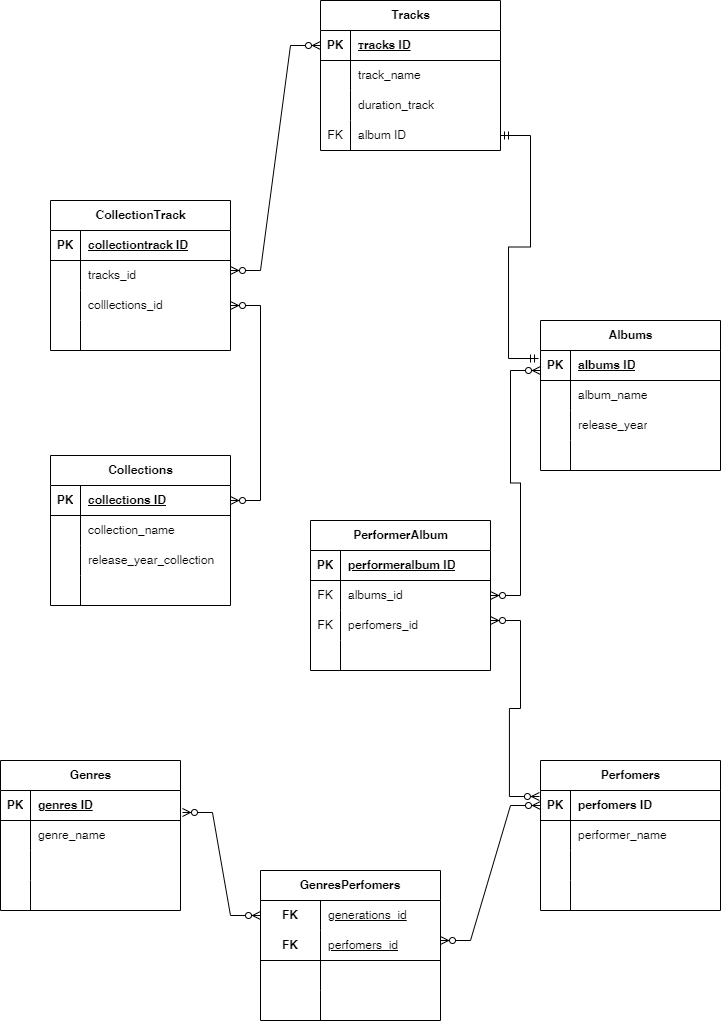 Tracks
PK тracks ID
track_name
duration_track
FK album ID
CollectionTrack
PK collectiontrack ID
tracks_id
colllections_id
Albums
PK albums ID
album_name
release_year
Collections
PK collections ID
collection_name
release_year_collection
PerformerAlbum
PK performeralbum ID
FK albums_id
FK perfomers_id
Genres
PK genres ID
genre_name
Perfomers
PK perfomers ID
performer_name
GenresPerfomers
FK generations_id
FK perfomers_id